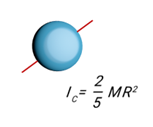 I_C = 2/5 MR²